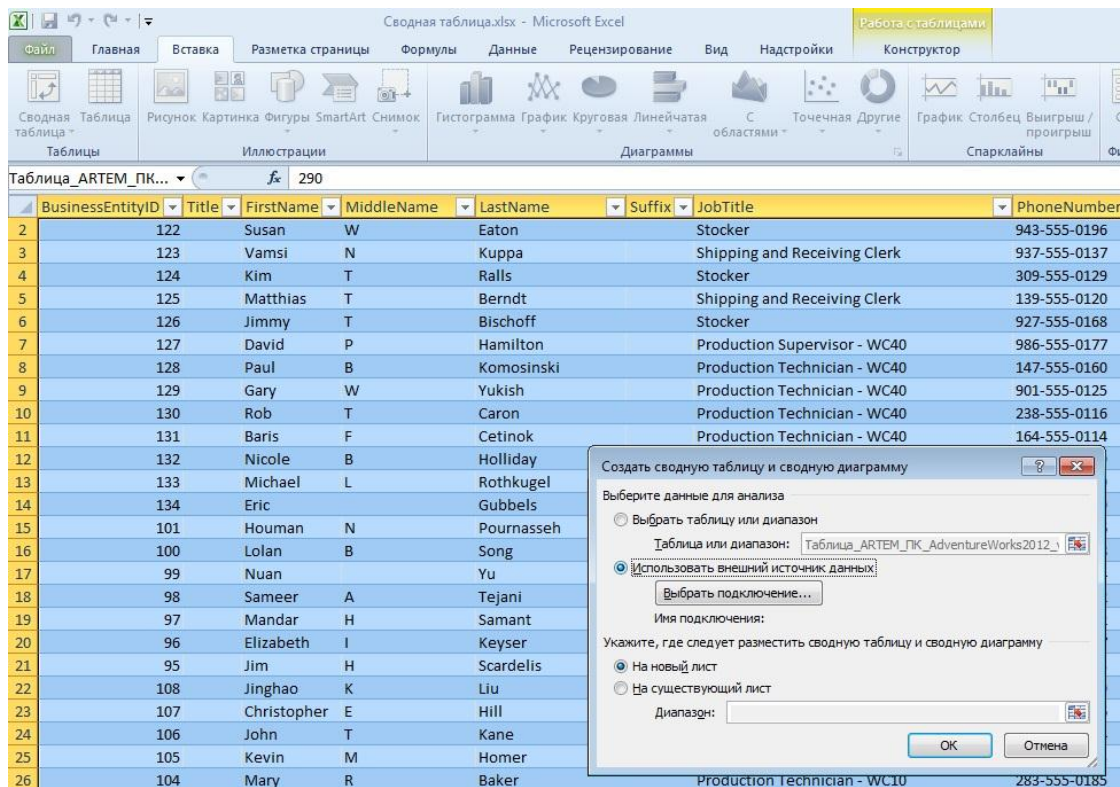 Сводная таблица.xlsx - Microsoft Excel
Работа с таблицами
Файл Главная Вставка Разметка страницы Формулы Данные Рецензирование Вид Надстройки Конструктор
Сводная таблица Таблица Рисунок Картинка Фигуры SmartArt Снимок Гистограмма График Круговая Линейчатая С областями Точечная Другие График Столбец Выигрыш / проигрыш
Таблицы Иллюстрации Диаграммы Спарклайны
Таблица_ARTEM_ПК... fx 290
BusinessEntityID Title FirstName MiddleName LastName Suffix JobTitle PhoneNumber
2 122 Susan W Eaton Stocker 943-555-0196
3 123 Vamsi N Kuppa Shipping and Receiving Clerk 937-555-0137
4 124 Kim T Ralls Stocker 309-555-0129
5 125 Matthias T Berndt Shipping and Receiving Clerk 139-555-0120
6 126 Jimmy T Bischoff Stocker 927-555-0168
7 127 David P Hamilton Production Supervisor - WC40 986-555-0177
8 128 Paul B Komosinski Production Technician - WC40 147-555-0160
9 129 Gary W Yukish Production Technician - WC40 901-555-0125
10 130 Rob T Caron Production Technician - WC40 238-555-0116
11 131 Baris F Cetinok Production Technician - WC40 164-555-0114
12 132 Nicole B Holliday
13 133 Michael L Rothkugel
14 134 Eric Gubbels
15 101 Houman N Pournasseh
16 100 Lolan B Song
17 99 Nuan Yu
18 98 Sameer A Tejani
19 97 Mandar H Samant
20 96 Elizabeth I Keyser
21 95 Jim H Scardelis
22 108 Jinghao K Liu
23 107 Christopher E Hill
24 106 John T Kane
25 105 Kevin M Homer
26 104 Mary R Baker Production Technician - WC10 283-555-0185
Создать сводную таблицу и сводную диаграмму
Выберите данные для анализа
Выбрать таблицу или диапазон
Таблица или диапазон: Таблица_ARTEM_ПК_AdventureWorks2012_
Использовать внешний источник данных
Выбрать подключение...
Имя подключения:
Укажите, где следует разместить сводную таблицу и сводную диаграмму
На новый лист
На существующий лист
Диапазон:
ОК Отмена